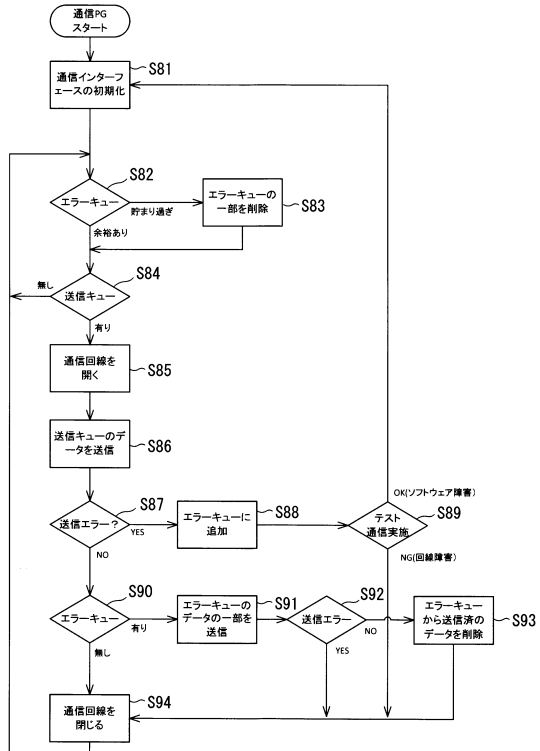 通信PG
スタート
通信インターフ
ェースの初期化
S81
エラーキュー
S82
貯まり過ぎ
余裕あり
エラーキューの
一部を削除
S83
送信キュー
S84
無し
有り
通信回線を
開く
S85
送信キューのデ
ータを送信
S86
送信エラー?
S87
YES
NO
エラーキューに
追加
S88
OK(ソフトウェア障害)
テスト
通信実施
S89
NG(回線障害)
エラーキュー
S90
有り
無し
エラーキューの
データの一部を
送信
S91
送信エラー
S92
NO
YES
エラーキュー
から送信済の
データを削除
S93
通信回線を
閉じる
S94